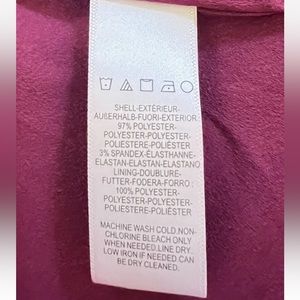 SHELL-EXTÉRIEUR-
AUßERHALB-FUORI-EXTERIOR
97% POLYESTER-
POLYESTER-POLYESTER-
POLIESTERE-POLIÉSTER
3% SPANDEX-ÉLASTHANNE-
ELASTAN-ELASTAN-ELASTANO
LINING-DOUBLURE-
FUTTER-FODERA-FORRO :
100% POLYESTER-
POLYESTER-POLYESTER-
POLIESTERE-POLIÉSTER
MACHINE WASH COLD.NON-
CHLORINE BLEACH ONLY
WHEN NEEDED.LINE DRY.
LOW IRON IF NEEDED.CAN
BE DRY CLEANED.